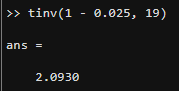 >> tinv(1 - 0.025, 19)
ans =
2.0930